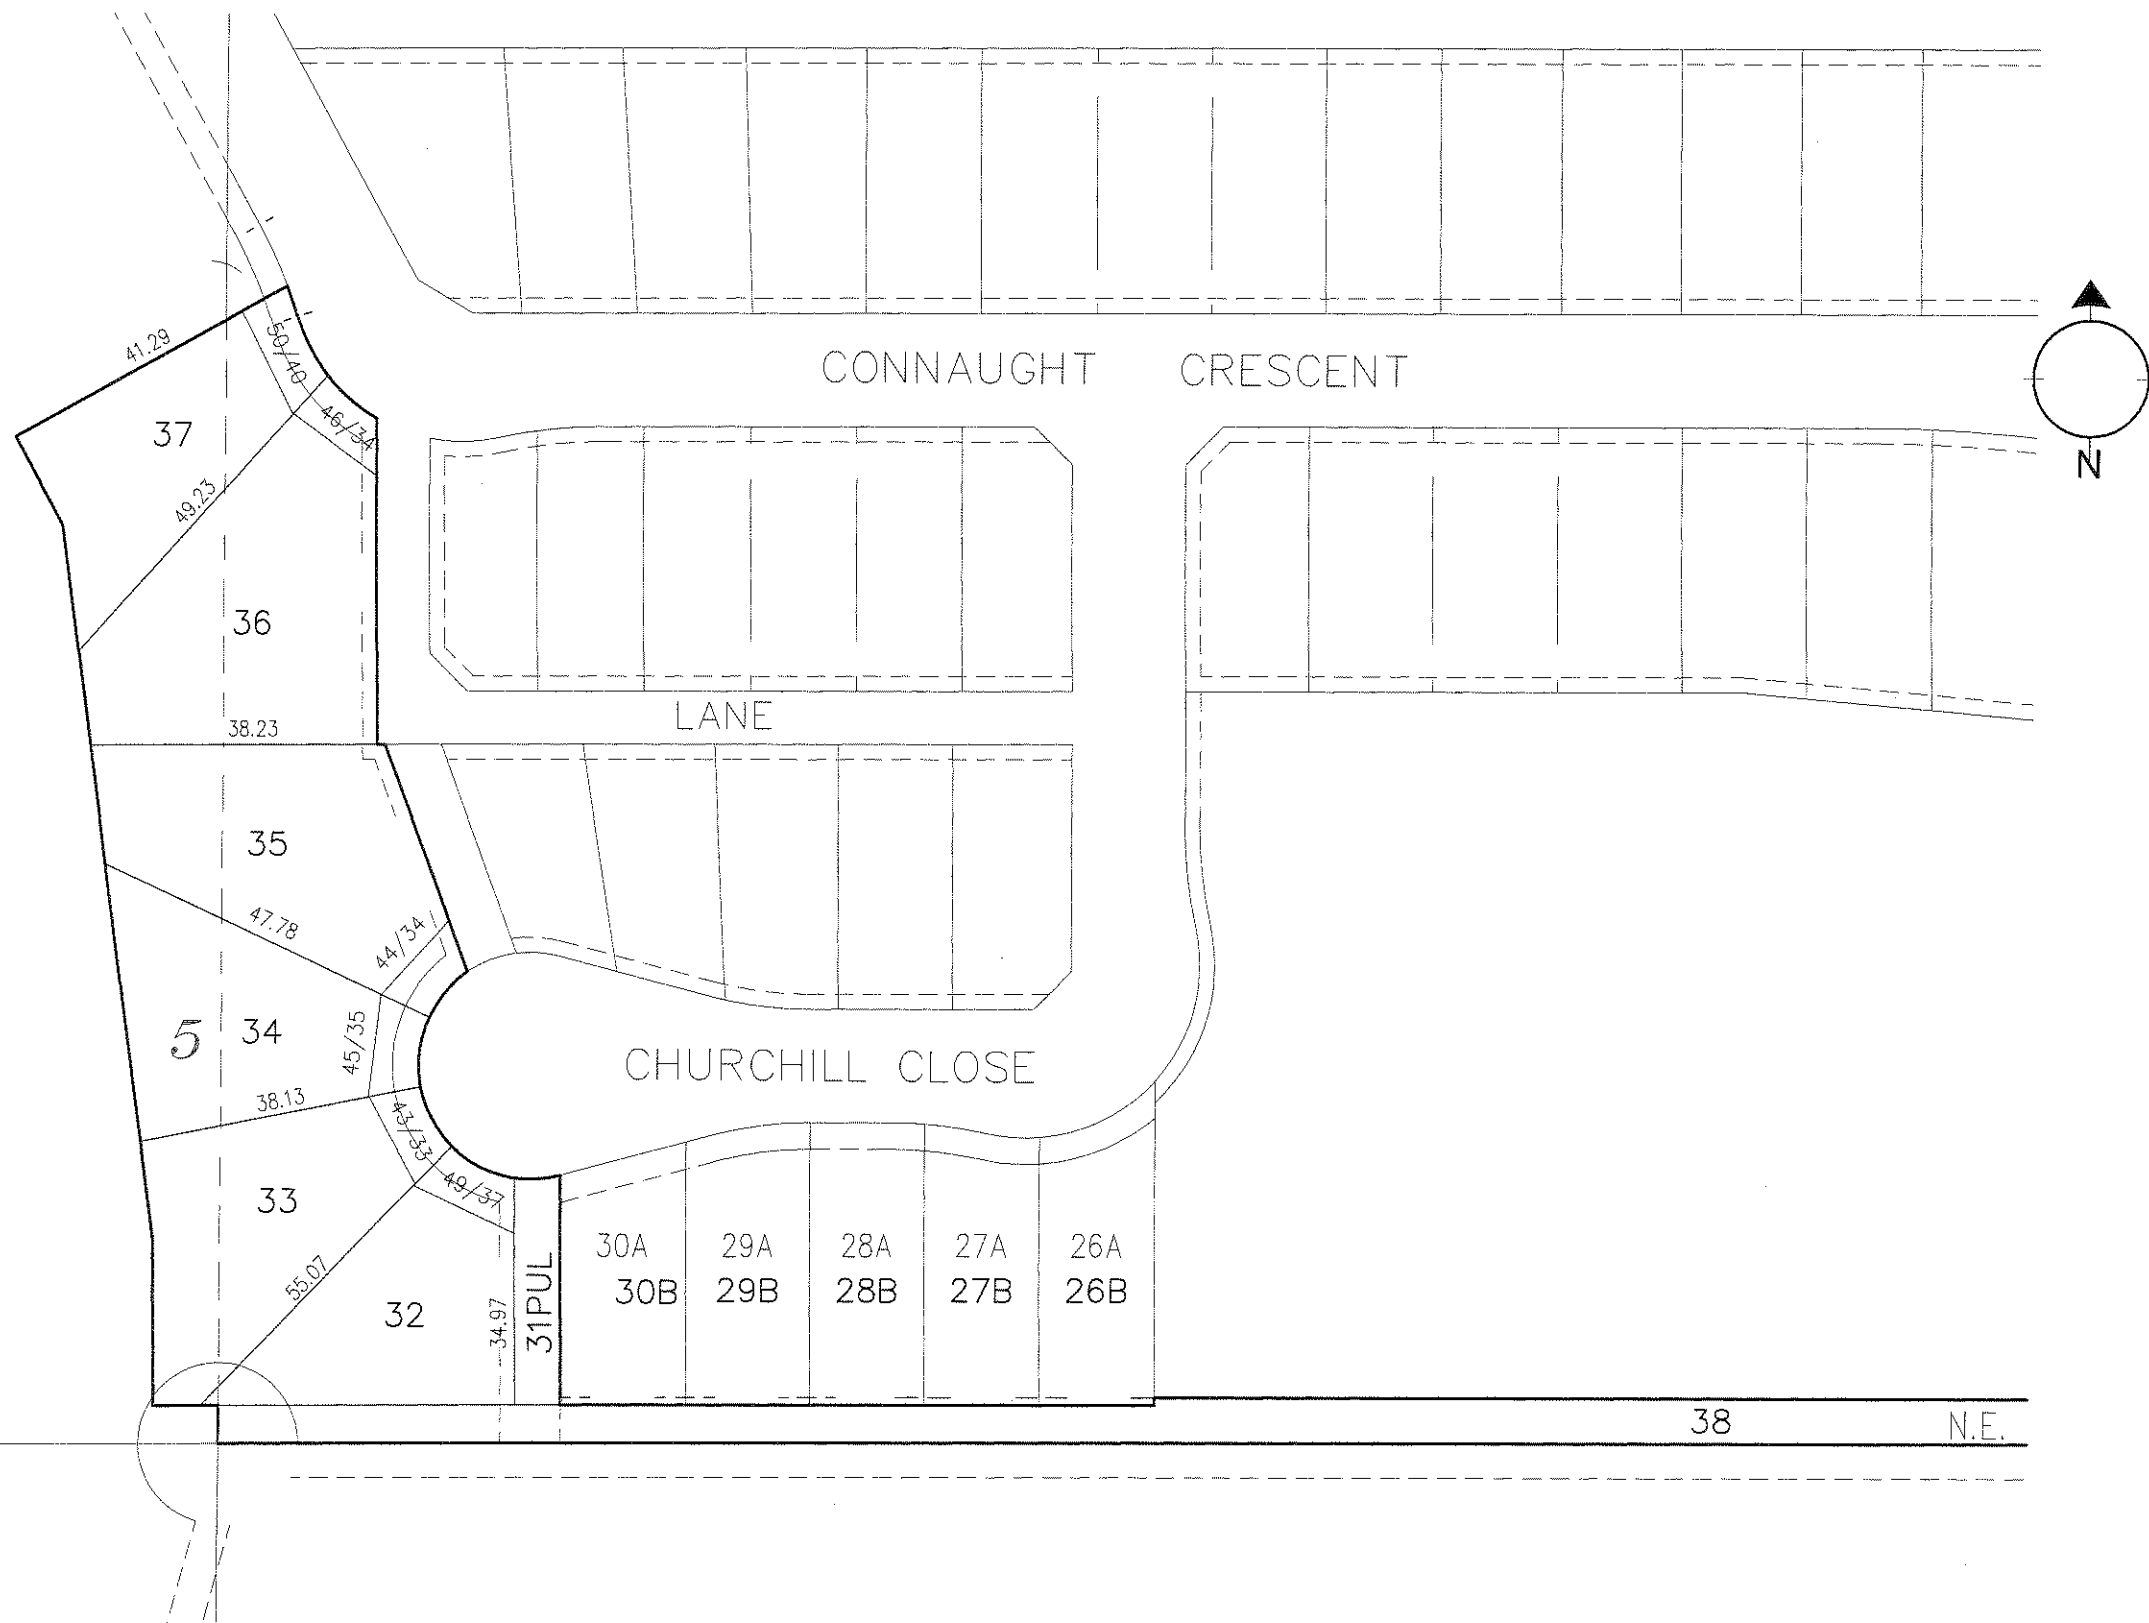 41.29
50/40
CONNAUGHT CRESCENT
46/34
37
N
49.23
36
LANE
38.23
35
47.78
44/34
5
34
45/35
CHURCHILL CLOSE
38.13
43/33
33
49/37
30A 29A 28A 27A 26A
30B 29B 28B 27B 26B
55.07
32
34.97
31PUL
38
N.E.